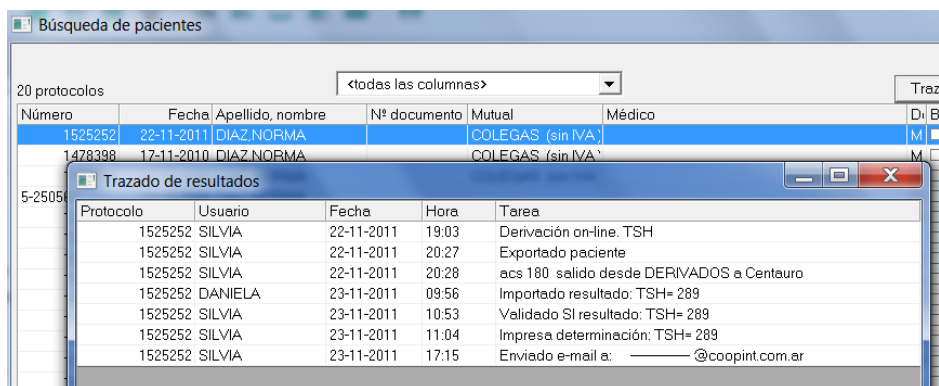 Búsqueda de pacientes
20 protocolos <todas las columnas> Traz
Número Fecha Apellido, nombre Nº documento Mutual Médico
1525252 22-11-2011 DIAZ,NORMA COLEGAS (sin IVA) M
1478398 17-11-2010 DIAZ,NORMA COLEGAS (sin IVA) M
Trazado de resultados
Protocolo Usuario Fecha Hora Tarea
1525252 SILVIA 22-11-2011 19:03 Derivación on-line. TSH
1525252 SILVIA 22-11-2011 20:27 Exportado paciente
1525252 SILVIA 22-11-2011 20:28 acs 180 salido desde DERIVADOS a Centauro
1525252 DANIELA 23-11-2011 09:56 Importado resultado: TSH= 289
1525252 SILVIA 23-11-2011 10:53 Validado SI resultado: TSH= 289
1525252 SILVIA 23-11-2011 11:04 Impresa determinación: TSH= 289
1525252 SILVIA 23-11-2011 17:15 Enviado e-mail a: @coopint.com.ar